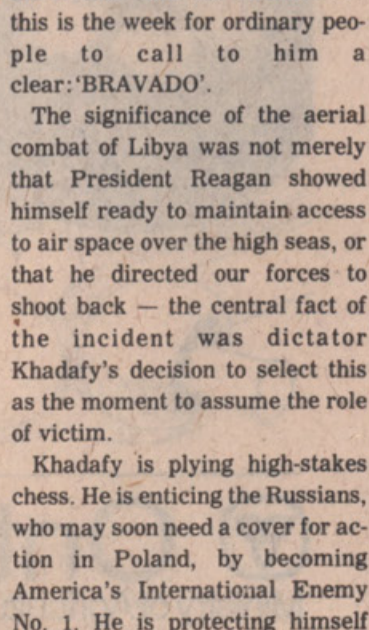 this is the week for ordinary peo-
ple to call to him a
clear:'BRAVADO'.
The significance of the aerial
combat of Libya was not merely
that President Reagan showed
himself ready to maintain access
to air space over the high seas, or
that he directed our forces to
shoot back — the central fact of
the incident was dictator
Khadafy's decision to select this
as the moment to assume the role
of victim.
Khadafy is plying high-stakes
chess. He is enticing the Russians,
who may soon need a cover for ac-
tion in Poland, by becoming
America's International Enemy
No. 1. He is protecting himself